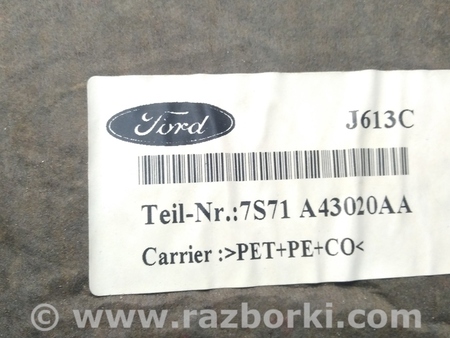 Ford
J613C
Teil-Nr.:7S71 A43020AA
Carrier :>PET+PE+CO<
© www.razborki.com